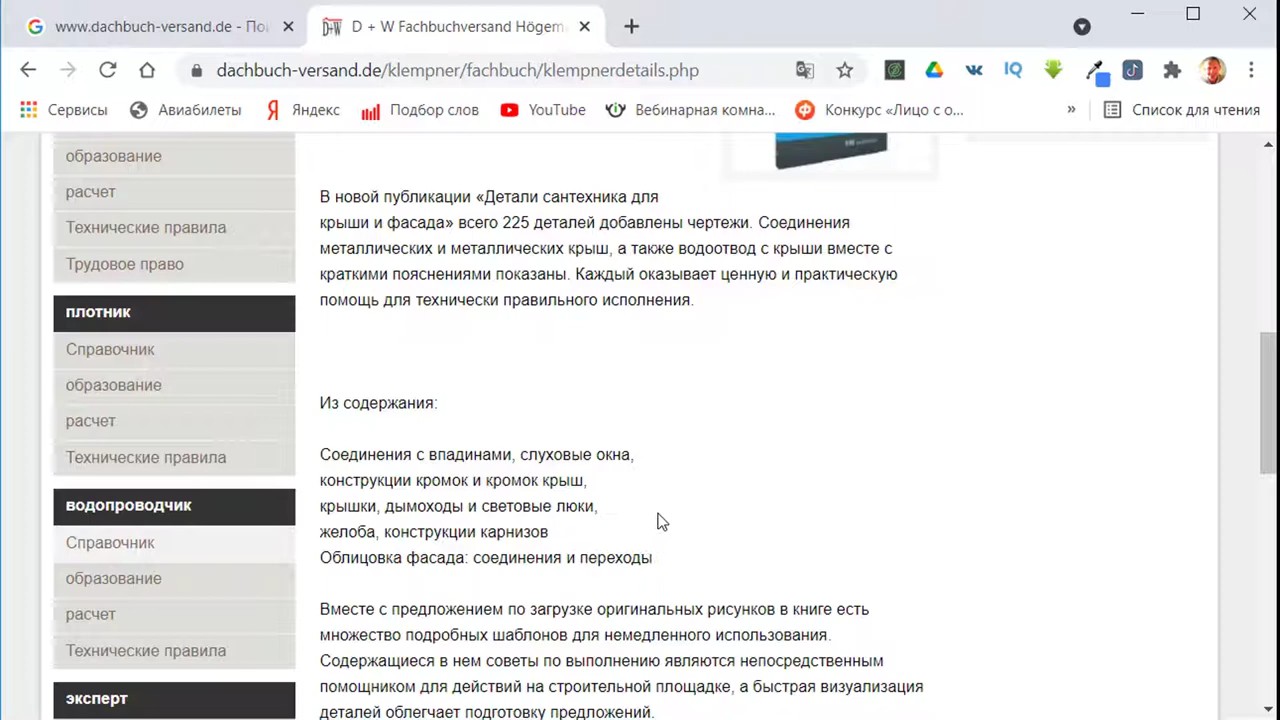 www.dachbuch-versand.de - По
D + W Fachbuchversand Högem
dachbuch-versand.de/klempner/fachbuch/klempnerdetails.php
Сервисы
Авиабилеты
Яндекс
Подбор слов
YouTube
Вебинарная комна...
Конкурс «Лицо с о...
»
Список для чтения
образование
расчет
Технические правила
Трудовое право
плотник
Справочник
образование
расчет
Технические правила
водопроводчик
Справочник
образование
расчет
Технические правила
эксперт
В новой публикации «Детали сантехника для
крыши и фасада» всего 225 деталей добавлены чертежи. Соединения
металлических и металлических крыш, а также водоотвод с крыши вместе с
краткими пояснениями показаны. Каждый оказывает ценную и практическую
помощь для технически правильного исполнения.
Из содержания:
Соединения с впадинами, слуховые окна,
конструкции кромок и кромок крыш,
крышки, дымоходы и световые люки,
желоба, конструкции карнизов
Облицовка фасада: соединения и переходы
Вместе с предложением по загрузке оригинальных рисунков в книге есть
множество подробных шаблонов для немедленного использования.
Содержащиеся в нем советы по выполнению являются непосредственным
помощником для действий на строительной площадке, а быстрая визуализация
деталей облегчает подготовку предложений.